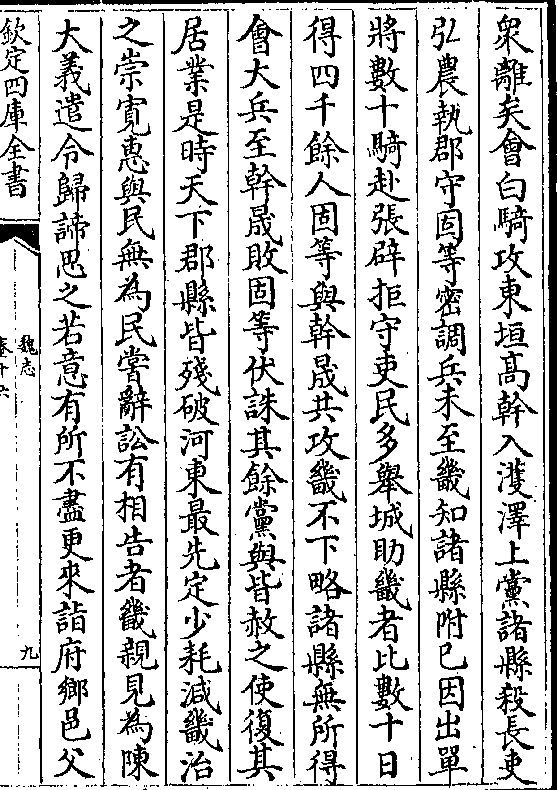 衆離矣會白騎攻東垣髙幹入濩澤上黨諸縣殺長吏
弘農執郡守固等密調兵未至畿知諸縣附已因出單
將數十騎赴張辟拒守吏民多舉城助畿者比數十日
得四千餘人固等與幹晟共攻畿不下略諸縣無所得
會大兵至幹晟敗固等伏誅其餘黨與皆赦之使復其
居業是時天下郡縣皆殘破河東最先定少耗減畿治
之崇寛惠與民無為民嘗辭訟有相告者畿親見為陳
大義遣令歸諦思之若意有所不盡更來詣府鄉邑父
欽定四庫全書
魏志
卷十六
九